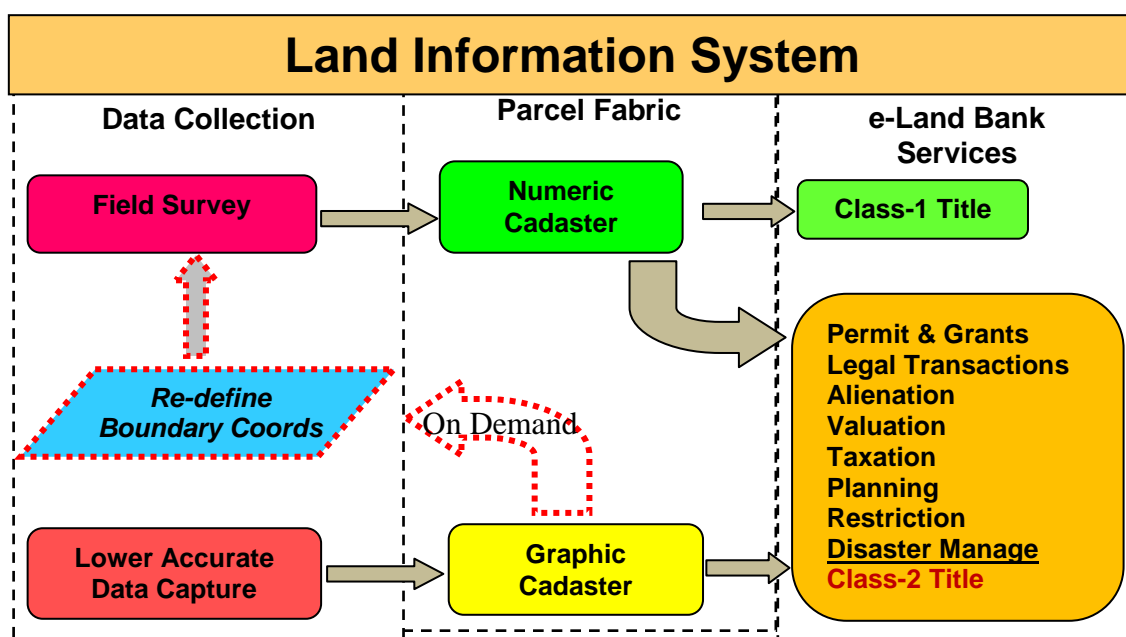 Land Information System
Data Collection
Parcel Fabric
e-Land Bank
Services
Field Survey
Numeric
Cadaster
Class-1 Title
Re-define
Boundary Coords
On Demand
Permit & Grants
Legal Transactions
Alienation
Valuation
Taxation
Planning
Restriction
Disaster Manage
Class-2 Title
Lower Accurate
Data Capture
Graphic
Cadaster